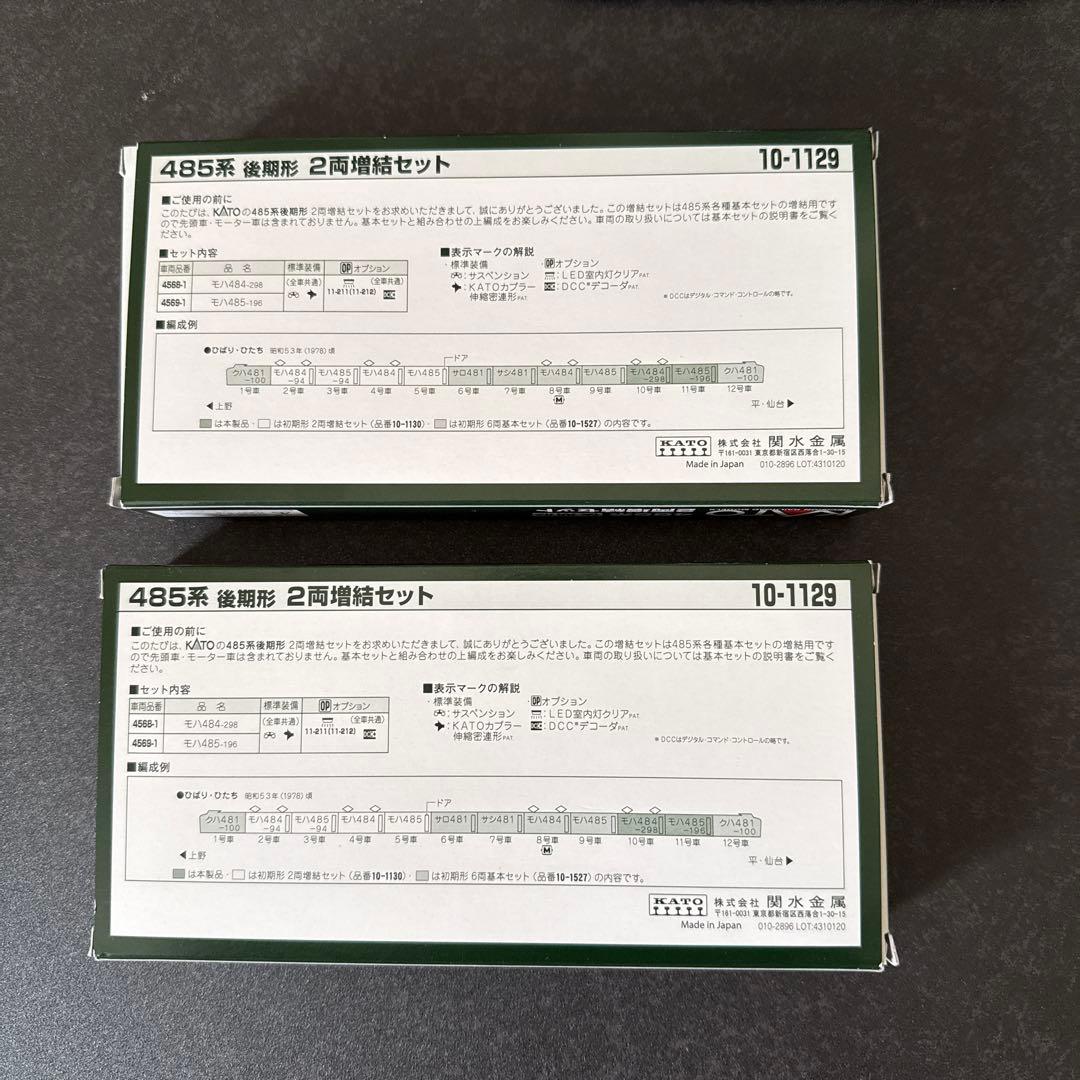 485系 後期形 2両増結セット 10-1129
■ご使用の前に
このたびは、KATOの485系後期形 2両増結セットをお求めいただきまして、誠にありがとうございました。この増結セットは485系各種基本セットの増結用です
ので先頭車・モーター車は含まれておりません。基本セットと組み合わせの上編成をお楽しみください。車両の取り扱いについては基本セットの説明書をご覧く
ださい。
■セット内容
車両品番 品 名 標準装備 OPオプション
4568-1 モハ484-298 (全車共通) (全車共通)
4569-1 モハ485-196 11-211(11-212) DCC
■表示マークの解説
・標準装備 ・OPオプション
:サスペンション :LED室内灯クリアPAT.
:KATOカプラー DCC:DCC*デコーダPAT.
伸縮密連形PAT.
※DCCはデジタル・コマンド・コントロールの略です。
■編成例
●ひばり・ひたち 昭和53年(1978)頃
ドア
クハ481-100 モハ484-94 モハ485-94 モハ484 モハ485 サロ481 サシ481 モハ484 モハ485 モハ484-298 モハ485-196 クハ481-100
1号車 2号車 3号車 4号車 5号車 6号車 7号車 8号車 9号車 10号車 11号車 12号車
M
◀上野 平・仙台▶
は本製品・ は初期形 2両増結セット(品番10-1130)・ は初期形 6両基本セット(品番10-1527)の内容です。
KATO 株式会社 関水金属
〒161-0031 東京都新宿区西落合1-30-15
Made in Japan 010-2896 LOT:4310120
2両増結セット
485系 後期形 2両増結セット 10-1129
■ご使用の前に
このたびは、KATOの485系後期形 2両増結セットをお求めいただきまして、誠にありがとうございました。この増結セットは485系各種基本セットの増結用です
ので先頭車・モーター車は含まれておりません。基本セットと組み合わせの上編成をお楽しみください。車両の取り扱いについては基本セットの説明書をご覧く
ださい。
■セット内容
車両品番 品 名 標準装備 OPオプション
4568-1 モハ484-298 (全車共通) (全車共通)
4569-1 モハ485-196 11-211(11-212) DCC
■表示マークの解説
・標準装備 ・OPオプション
:サスペンション :LED室内灯クリアPAT.
:KATOカプラー DCC:DCC*デコーダPAT.
伸縮密連形PAT.
※DCCはデジタル・コマンド・コントロールの略です。
■編成例
●ひばり・ひたち 昭和53年(1978)頃
ドア
クハ481-100 モハ484-94 モハ485-94 モハ484 モハ485 サロ481 サシ481 モハ484 モハ485 モハ484-298 モハ485-196 クハ481-100
1号車 2号車 3号車 4号車 5号車 6号車 7号車 8号車 9号車 10号車 11号車 12号車
M
◀上野 平・仙台▶
は本製品・ は初期形 2両増結セット(品番10-1130)・ は初期形 6両基本セット(品番10-1527)の内容です。
KATO 株式会社 関水金属
〒161-0031 東京都新宿区西落合1-30-15
Made in Japan 010-2896 LOT:4310120